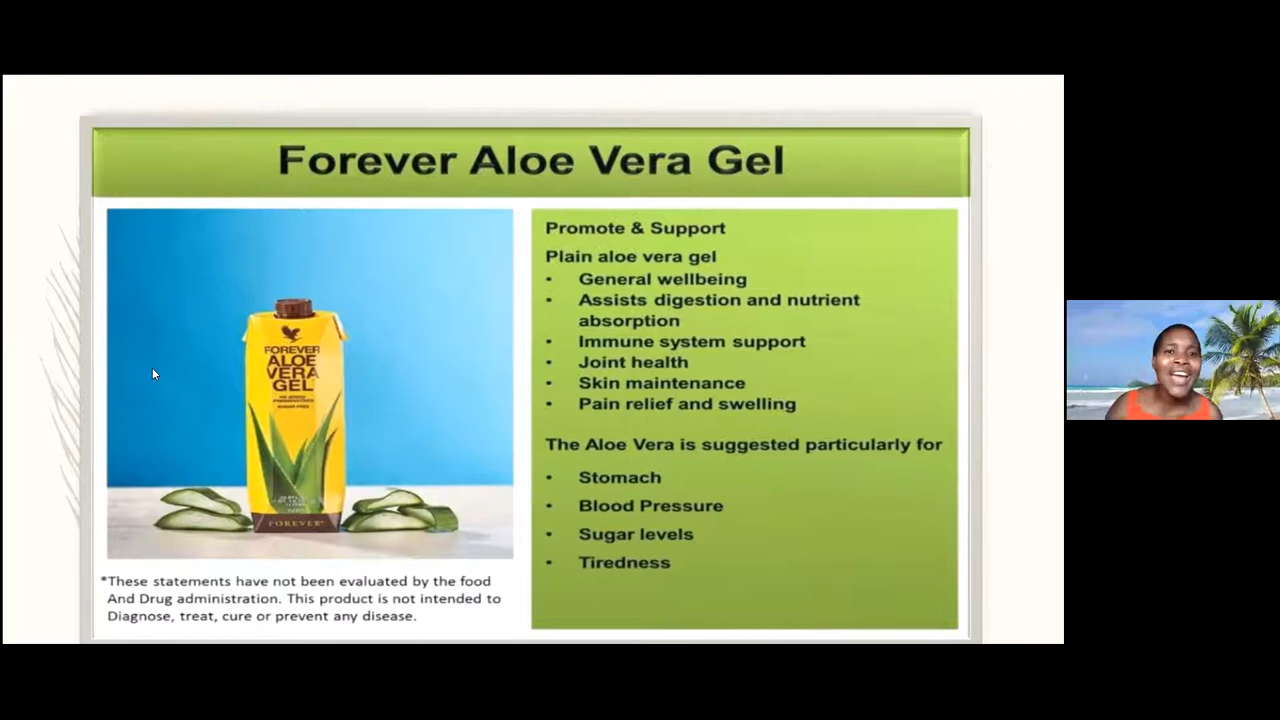 Forever Aloe Vera Gel
FOREVER
ALOE
VERA
GEL
SUGAR FREE
FOREVER
*These statements have not been evaluated by the food
And Drug administration. This product is not intended to
Diagnose, treat, cure or prevent any disease.
Promote & Support
Plain aloe vera gel
• General wellbeing
• Assists digestion and nutrient
absorption
• Immune system support
• Joint health
• Skin maintenance
• Pain relief and swelling
The Aloe Vera is suggested particularly for
• Stomach
• Blood Pressure
• Sugar levels
• Tiredness